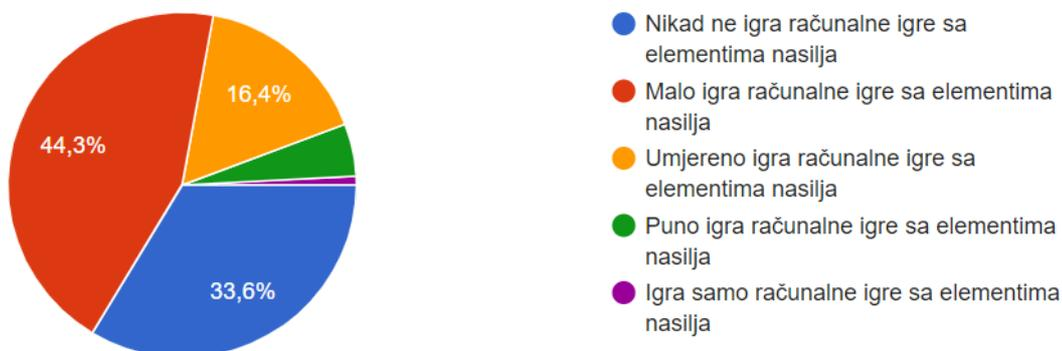 44,3%
16,4%
33,6%
Nikad ne igra računalne igre sa
elementima nasilja
Malo igra računalne igre sa elementima
nasilja
Umjereno igra računalne igre sa
elementima nasilja
Puno igra računalne igre sa elementima
nasilja
Igra samo računalne igre sa elementima
nasilja